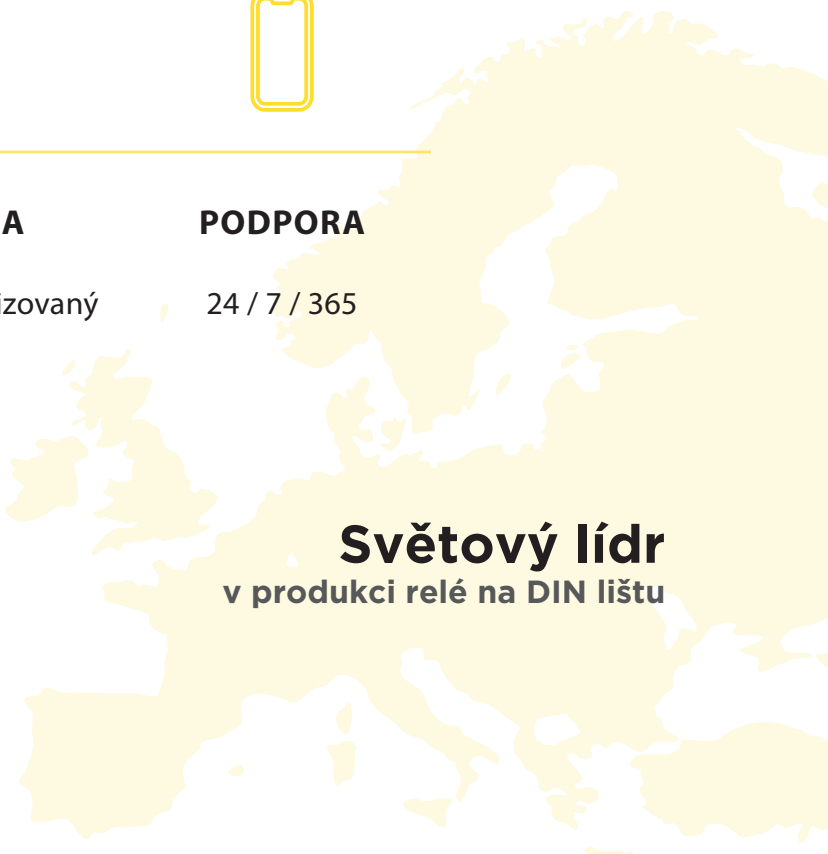 A PODPORA
izovaný 24 / 7 / 365
Světový lídr
v produkci relé na DIN lištu